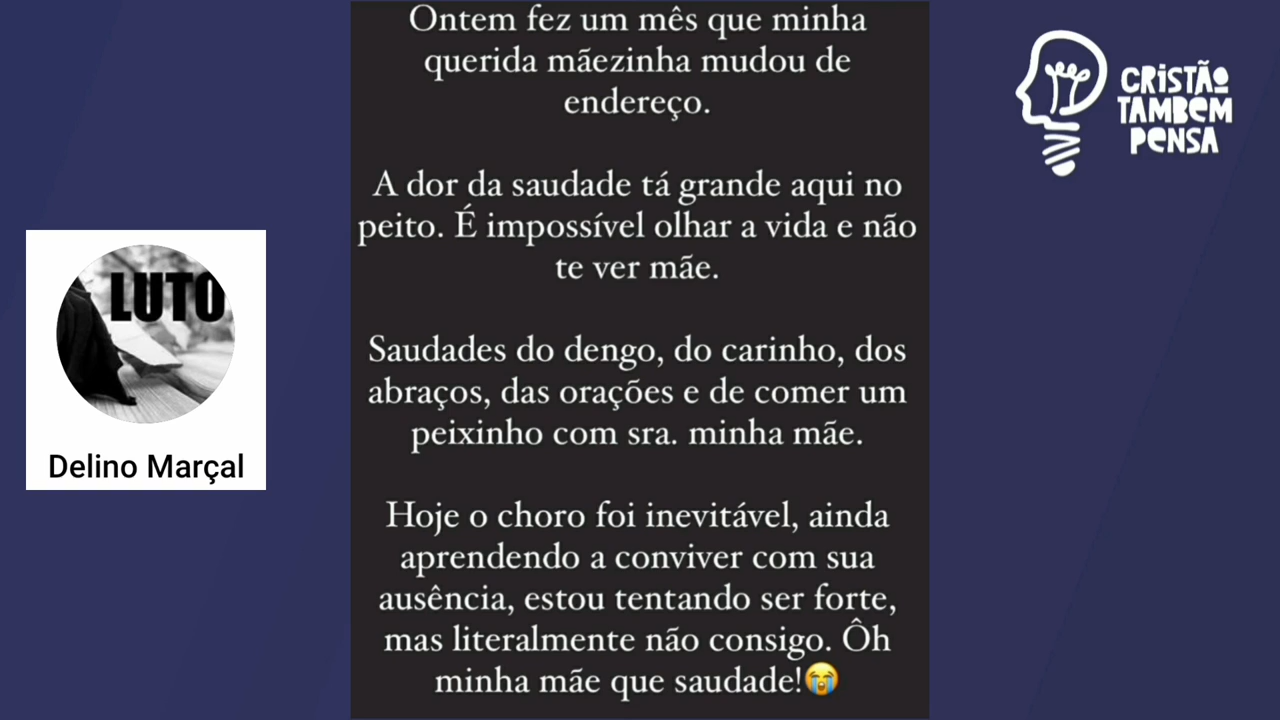 Ontem fez um mês que minha
querida mãezinha mudou de
endereço.
A dor da saudade tá grande aqui no
peito. É impossível olhar a vida e não
te ver mãe.
Saudades do dengo, do carinho, dos
abraços, das orações e de comer um
peixinho com sra. minha mãe.
Hoje o choro foi inevitável, ainda
aprendendo a conviver com sua
ausência, estou tentando ser forte,
mas literalmente não consigo. Ôh
minha mãe que saudade!😭
LUTO
Delino Marçal
CRISTÃO
TAMBEM
PENSA